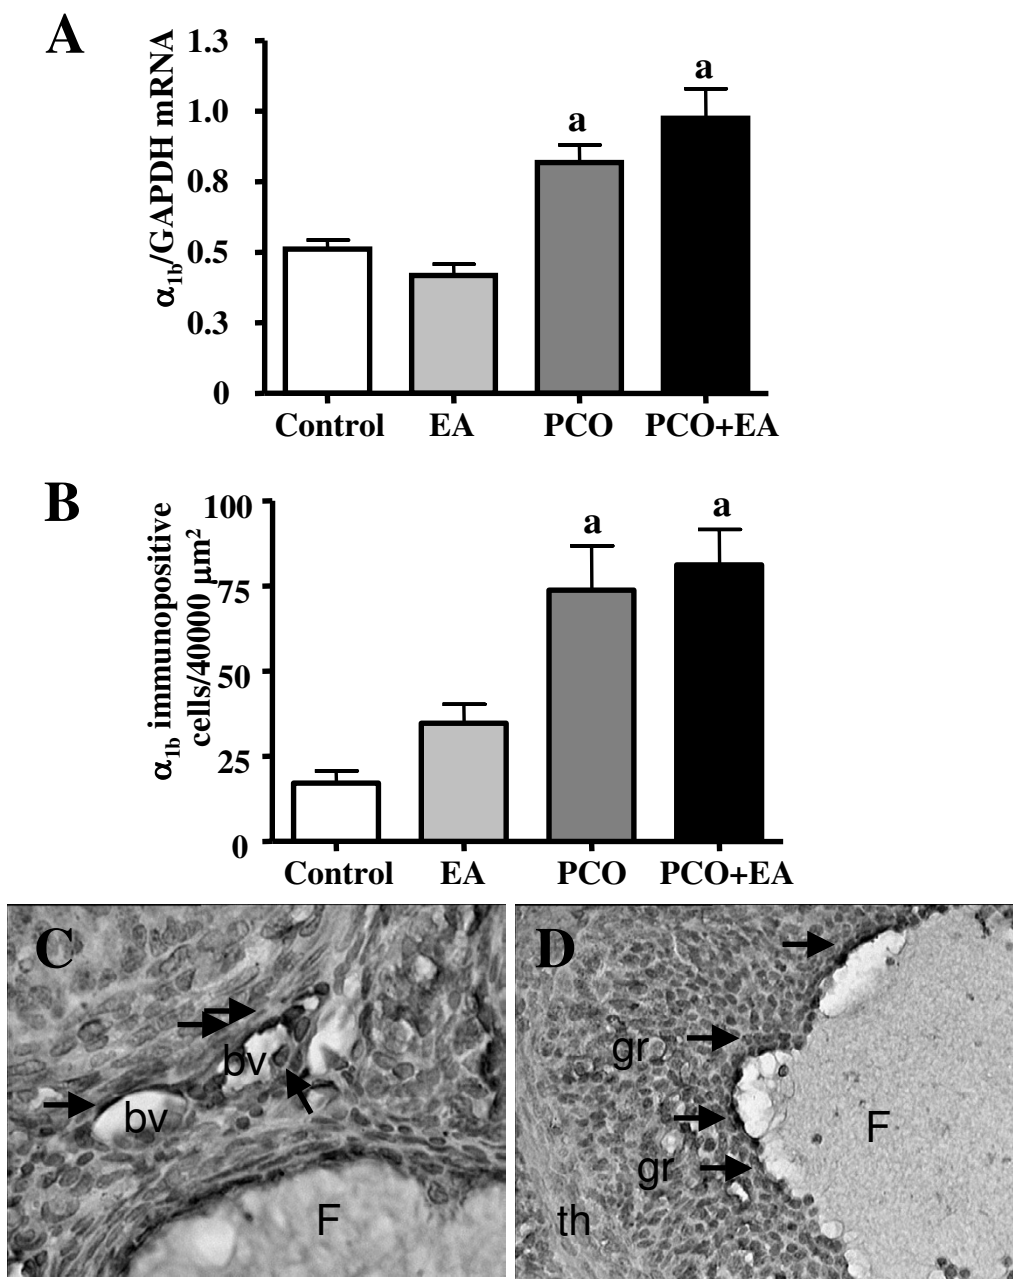 A
α1b/GAPDH mRNA
1.3
1.0
0.8
0.5
0.3
0
a
a
Control EA PCO PCO+EA
B
α1b immunopositive
cells/40000 μm²
100
75
50
25
0
a
a
Control EA PCO PCO+EA
C
bv
bv
F
D
gr
gr
F
th